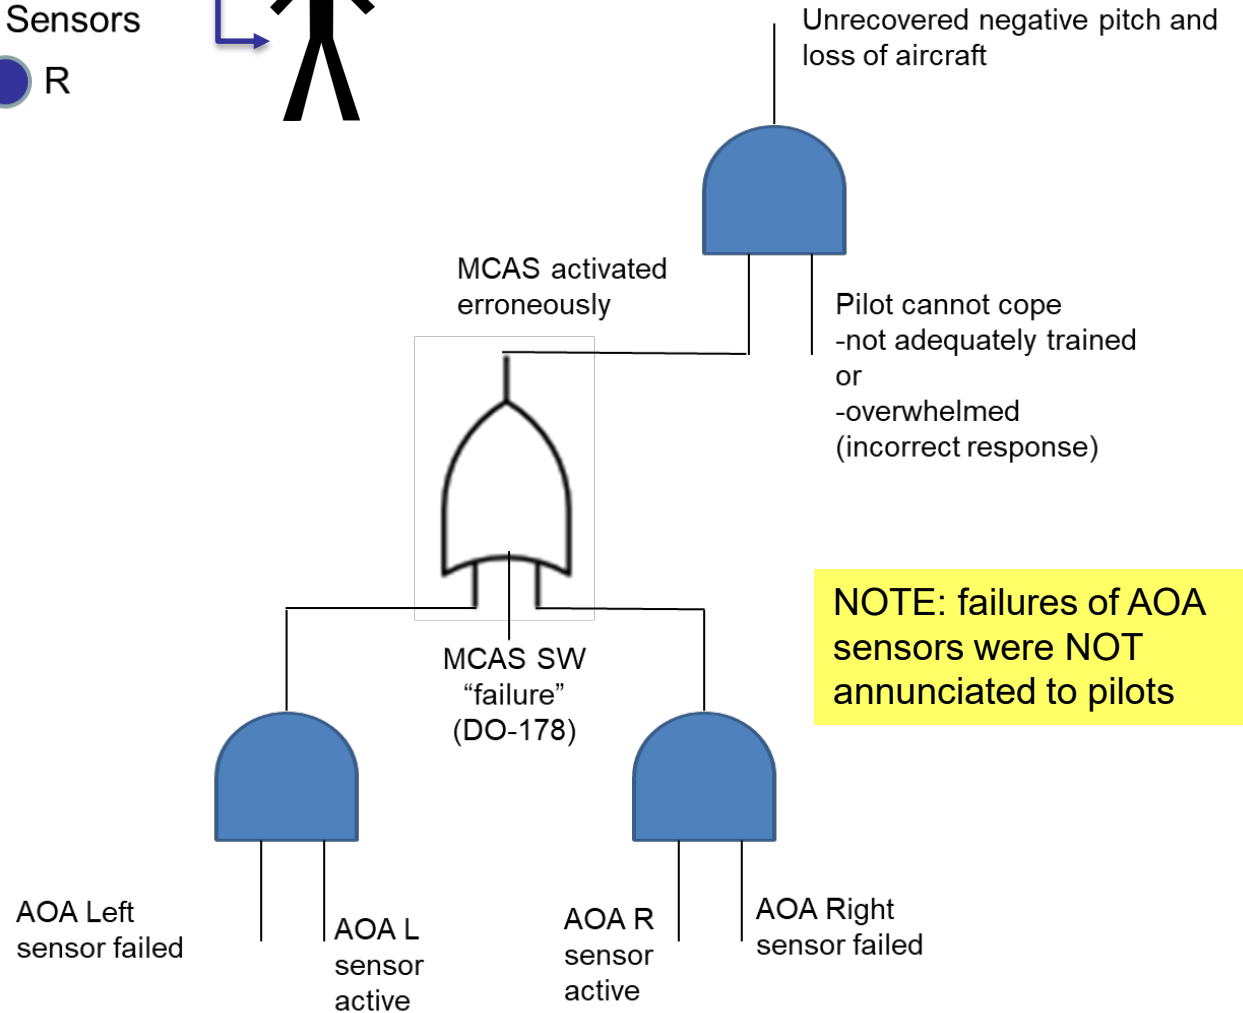 Sensors
R
Unrecovered negative pitch and
loss of aircraft
MCAS activated
erroneously
Pilot cannot cope
-not adequately trained
or
-overwhelmed
(incorrect response)
NOTE: failures of AOA
sensors were NOT
annunciated to pilots
MCAS SW
“failure”
(DO-178)
AOA Left
sensor failed
AOA L
sensor
active
AOA R
sensor
active
AOA Right
sensor failed